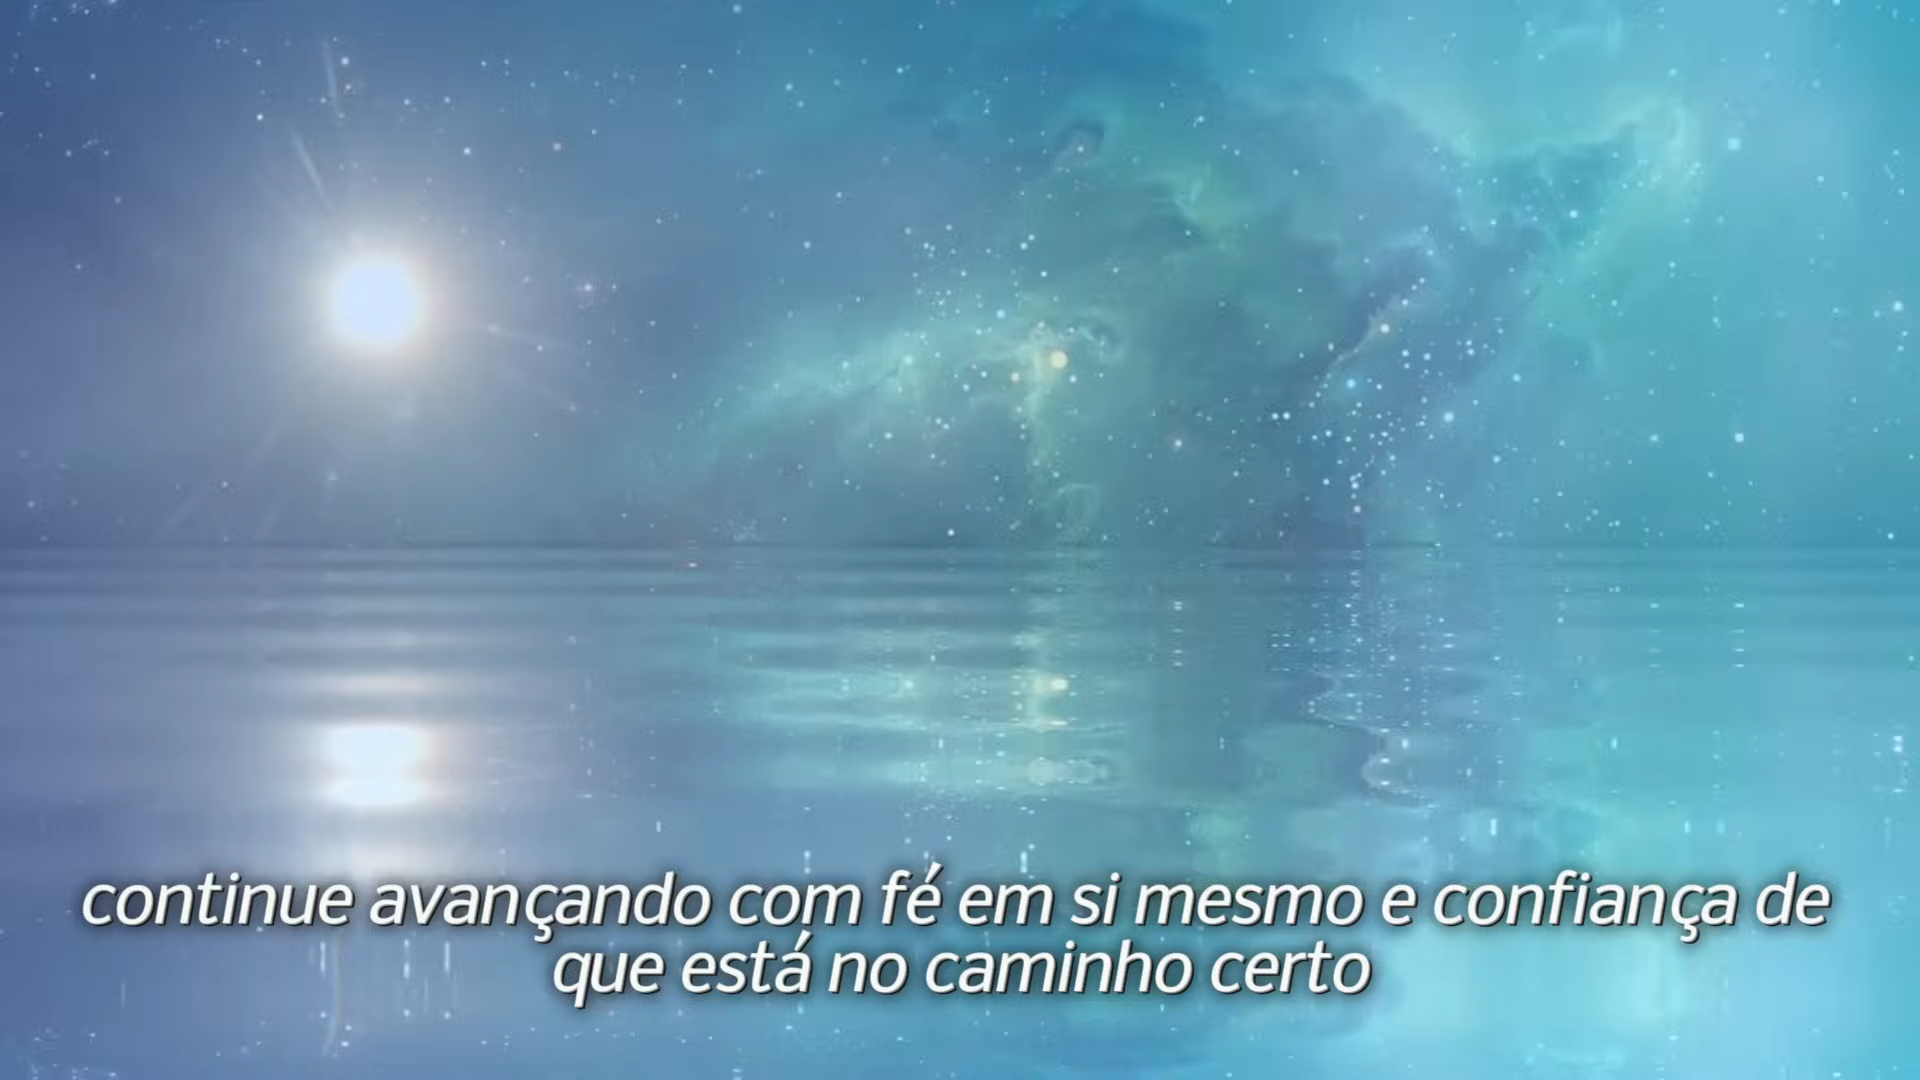 continue avançando com fé em si mesmo e confiança de
que está no caminho certo